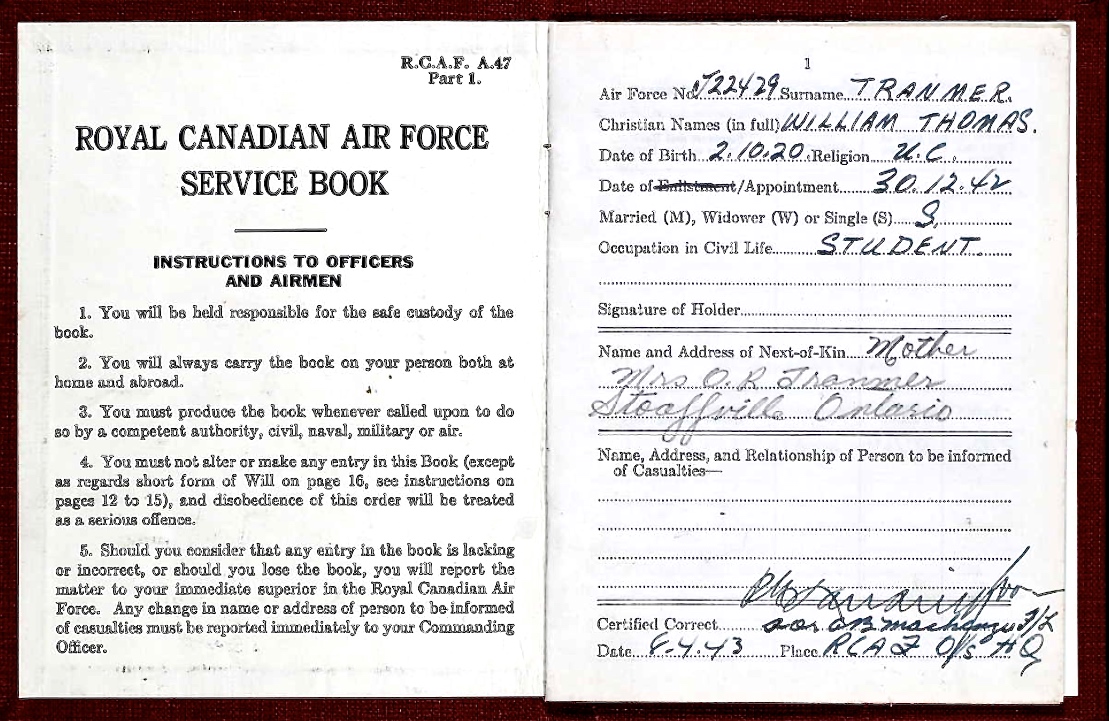 R.C.A.F. A.47
Part 1.
ROYAL CANADIAN AIR FORCE
SERVICE BOOK
INSTRUCTIONS TO OFFICERS
AND AIRMEN
1. You will be held responsible for the safe custody of the
book.
2. You will always carry the book on your person both at
home and abroad.
3. You must produce the book whenever called upon to do
so by a competent authority, civil, naval, military or air.
4. You must not alter or make any entry in this Book (except
as regards short form of Will on page 16, see instructions on
pages 12 to 15), and disobedience of this order will be treated
as a serious offence.
5. Should you consider that any entry in the book is lacking
or incorrect, or should you lose the book, you will report the
matter to your immediate superior in the Royal Canadian Air
Force. Any change in name or address of person to be informed
of casualties must be reported immediately to your Commanding
Officer.
1
Air Force No. J22429 Surname TRANMER.
Christian Names (in full) WILLIAM THOMAS.
Date of Birth 2.10.20. Religion U.C.
Date of Enlistment/Appointment 30.12.42
Married (M), Widower (W) or Single (S) S.
Occupation in Civil Life STUDENT.
Signature of Holder
Name and Address of Next-of-Kin Mother
Mrs O. R Tranmer
Stouffville Ontario
Name, Address, and Relationship of Person to be informed
of Casualties—
Certified Correct F/L
Date 6.4.43 Place RCAF O/s HQ